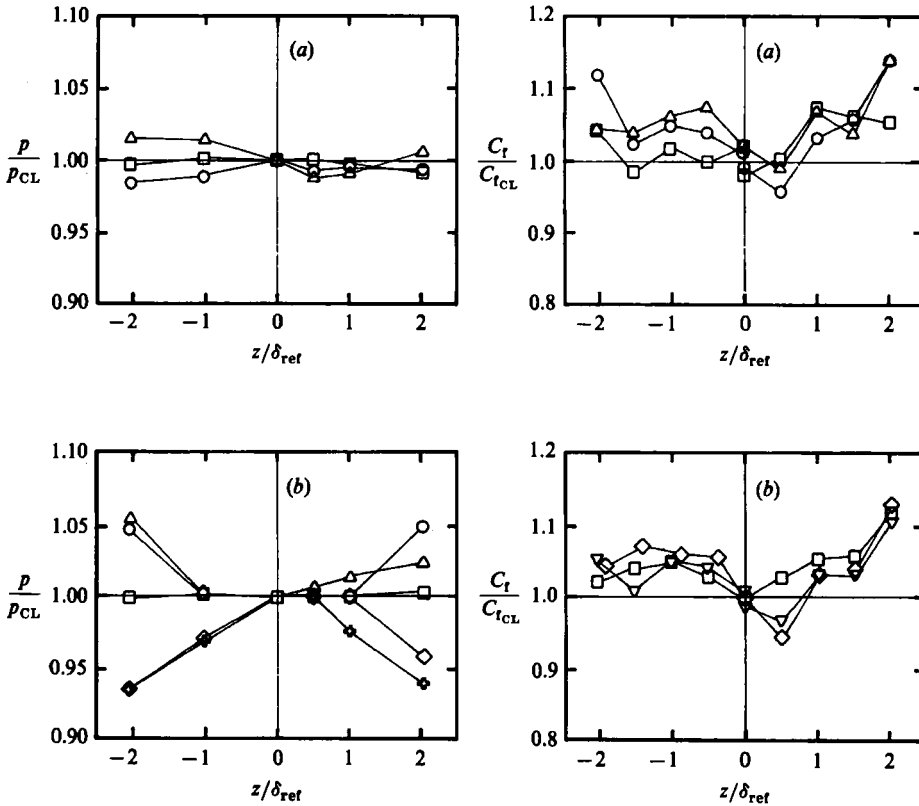 1.10
(a)
1.05
p
p_CL
1.00
0.95
0.90
−2 −1 0 1 2
z/δ_ref
1.2
(a)
1.1
C_f
C_f_CL
1.0
0.9
0.8
−2 −1 0 1 2
z/δ_ref
1.10
(b)
1.05
p
p_CL
1.00
0.95
0.90
−2 −1 0 1 2
z/δ_ref
1.2
(b)
1.1
C_f
C_f_CL
1.0
0.9
0.8
−2 −1 0 1 2
z/δ_ref